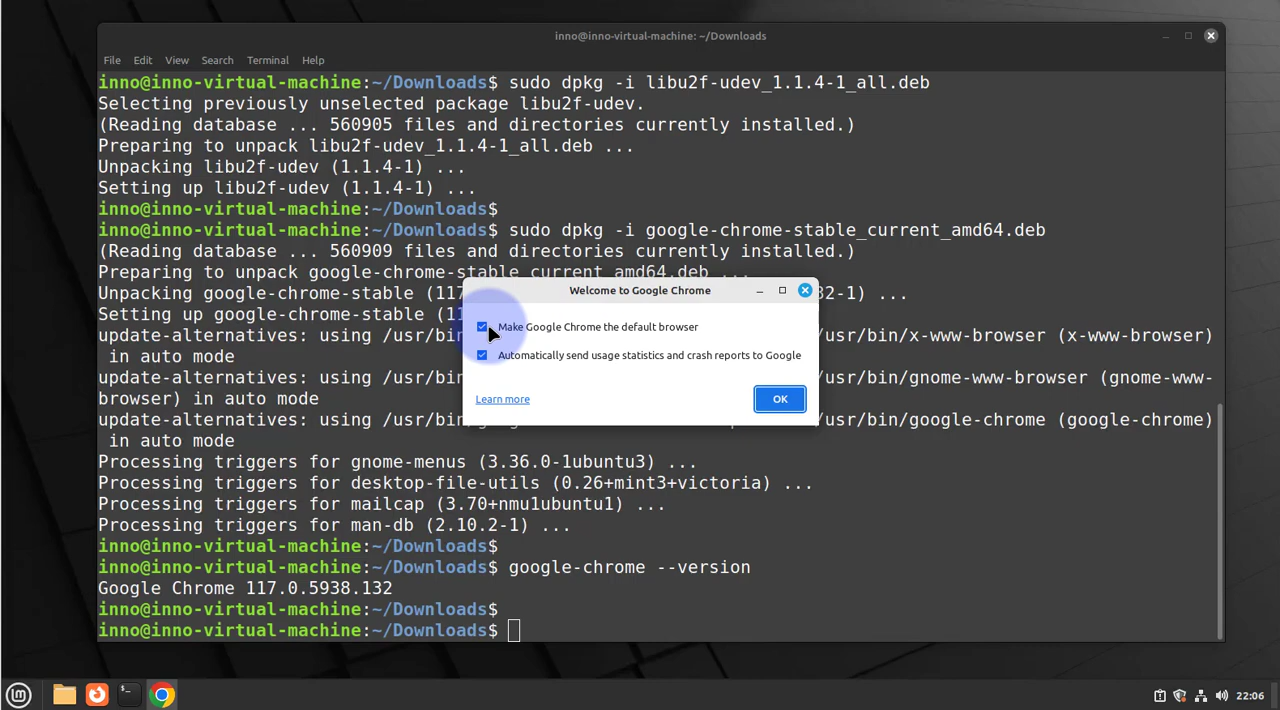 inno@inno-virtual-machine: ~/Downloads
File Edit View Search Terminal Help
inno@inno-virtual-machine:~/Downloads$ sudo dpkg -i libu2f-udev_1.1.4-1_all.deb
Selecting previously unselected package libu2f-udev.
(Reading database ... 560905 files and directories currently installed.)
Preparing to unpack libu2f-udev_1.1.4-1_all.deb ...
Unpacking libu2f-udev (1.1.4-1) ...
Setting up libu2f-udev (1.1.4-1) ...
inno@inno-virtual-machine:~/Downloads$
inno@inno-virtual-machine:~/Downloads$ sudo dpkg -i google-chrome-stable_current_amd64.deb
(Reading database ... 560909 files and directories currently installed.)
Preparing to unpack google-chrome-stable_current_amd64.deb ...
Unpacking google-chrome-stable (117 32-1) ...
Setting up google-chrome-stable (11
update-alternatives: using /usr/b /usr/bin/x-www-browser (x-www-browser)
in auto mode
update-alternatives: using /usr/b /usr/bin/gnome-www-browser (gnome-www-
browser) in auto mode
update-alternatives: using /usr/b /usr/bin/google-chrome (google-chrome)
in auto mode
Processing triggers for gnome-menus (3.36.0-1ubuntu3) ...
Processing triggers for desktop-file-utils (0.26+mint3+victoria) ...
Processing triggers for mailcap (3.70+nmu1ubuntu1) ...
Processing triggers for man-db (2.10.2-1) ...
inno@inno-virtual-machine:~/Downloads$
inno@inno-virtual-machine:~/Downloads$ google-chrome --version
Google Chrome 117.0.5938.132
inno@inno-virtual-machine:~/Downloads$
inno@inno-virtual-machine:~/Downloads$
Welcome to Google Chrome
Make Google Chrome the default browser
Automatically send usage statistics and crash reports to Google
Learn more
OK
22:06